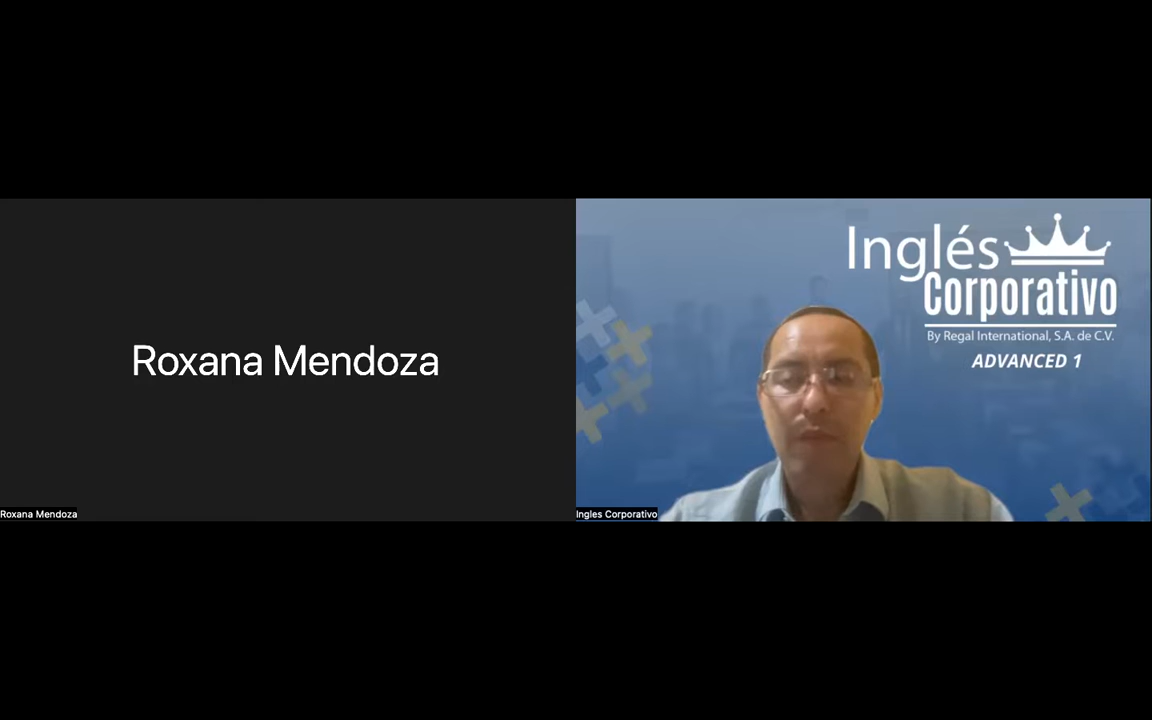 Roxana Mendoza
Roxana Mendoza
Inglés
Corporativo
By Regal International, S.A. de C.V.
ADVANCED 1
Ingles Corporativo